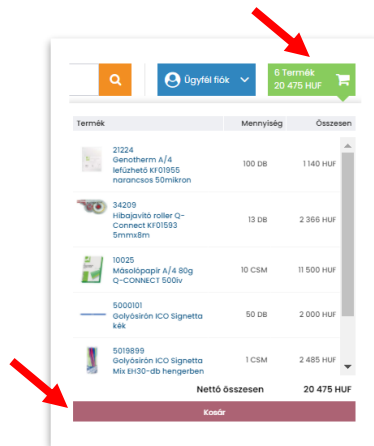 Ügyfél fiók
6 Termék
20 475 HUF
Termék Mennyiség Összesen
21224
Genotherm A/4
lefűzhető KF01955
narancsos 50mikron
100 DB
1 140 HUF
34209
Hibajavító roller Q-
Connect KF01593
5mmx8m
13 DB
2 366 HUF
10025
Másolópapír A/4 80g
Q-CONNECT 500ív
10 CSM
11 500 HUF
5000101
Golyósirón ICO Signetta
kék
50 DB
2 000 HUF
5019899
Golyósirón ICO Signetta
Mix EH30-db hengerben
1 CSM
2 485 HUF
Nettó összesen 20 475 HUF
Kosár